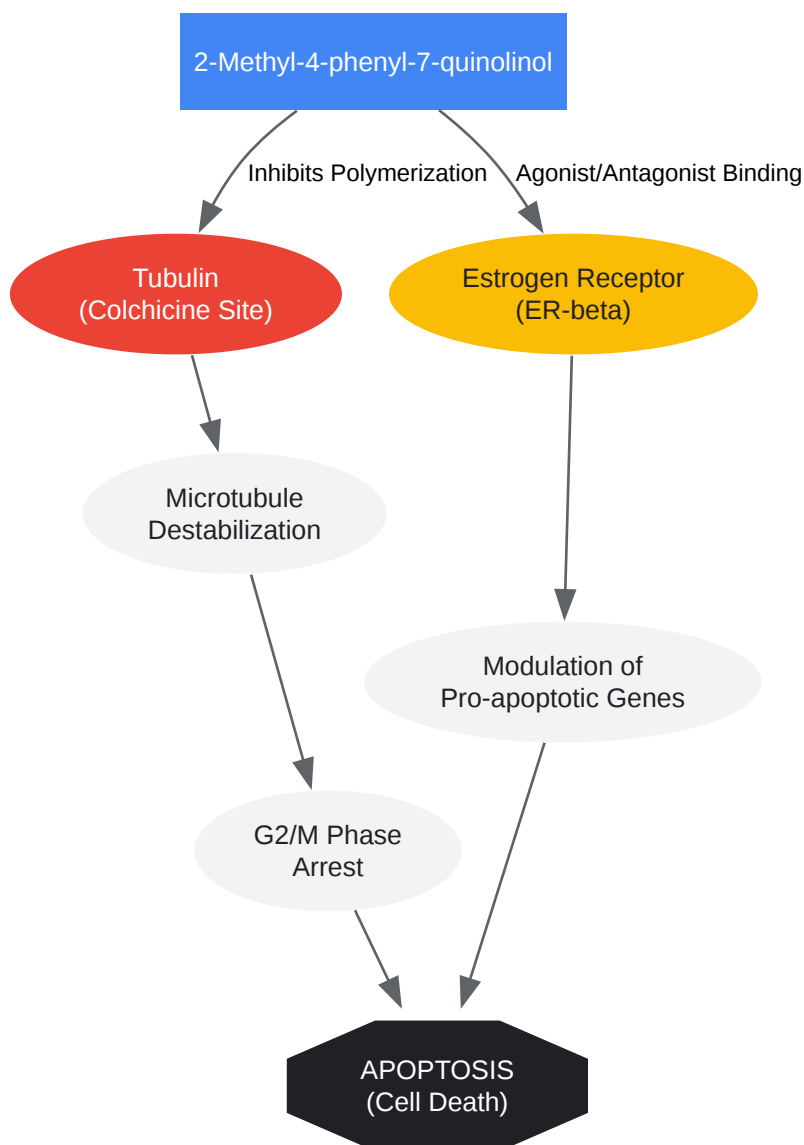 2-Methyl-4-phenyl-7-quinolinol
Inhibits Polymerization
Agonist/Antagonist Binding
Tubulin
(Colchicine Site)
Estrogen Receptor
(ER-beta)
Microtubule
Destabilization
Modulation of
Pro-apoptotic Genes
G2/M Phase
Arrest
APOPTOSIS
(Cell Death)